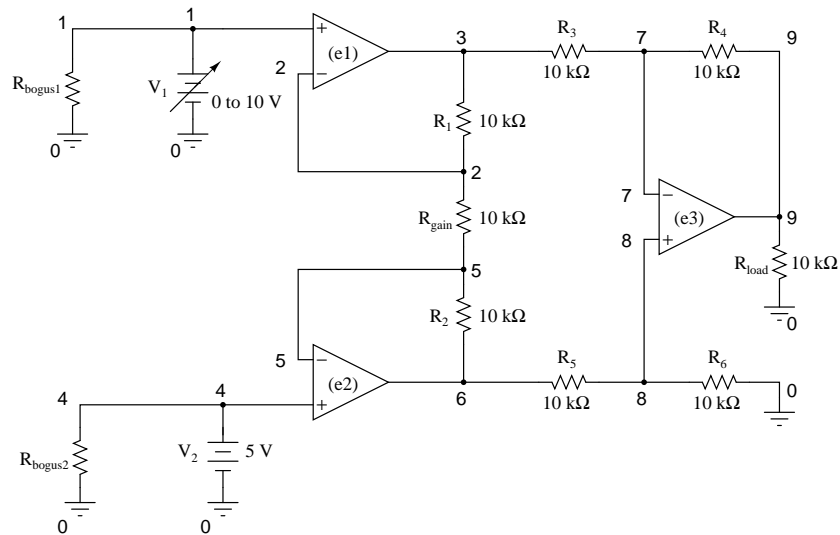 1 1 + (e1) 3 R3 7 R4 9
2 − 10 kΩ 10 kΩ
Rbogus1 V1 0 to 10 V
R1 10 kΩ
0 0
2
7 − (e3) 9
Rgain 10 kΩ
8 +
Rload 10 kΩ
5
0
R2 10 kΩ
5 − (e2) R5 R6
4 4 + 6 10 kΩ 8 10 kΩ 0
Rbogus2 V2 5 V
0 0